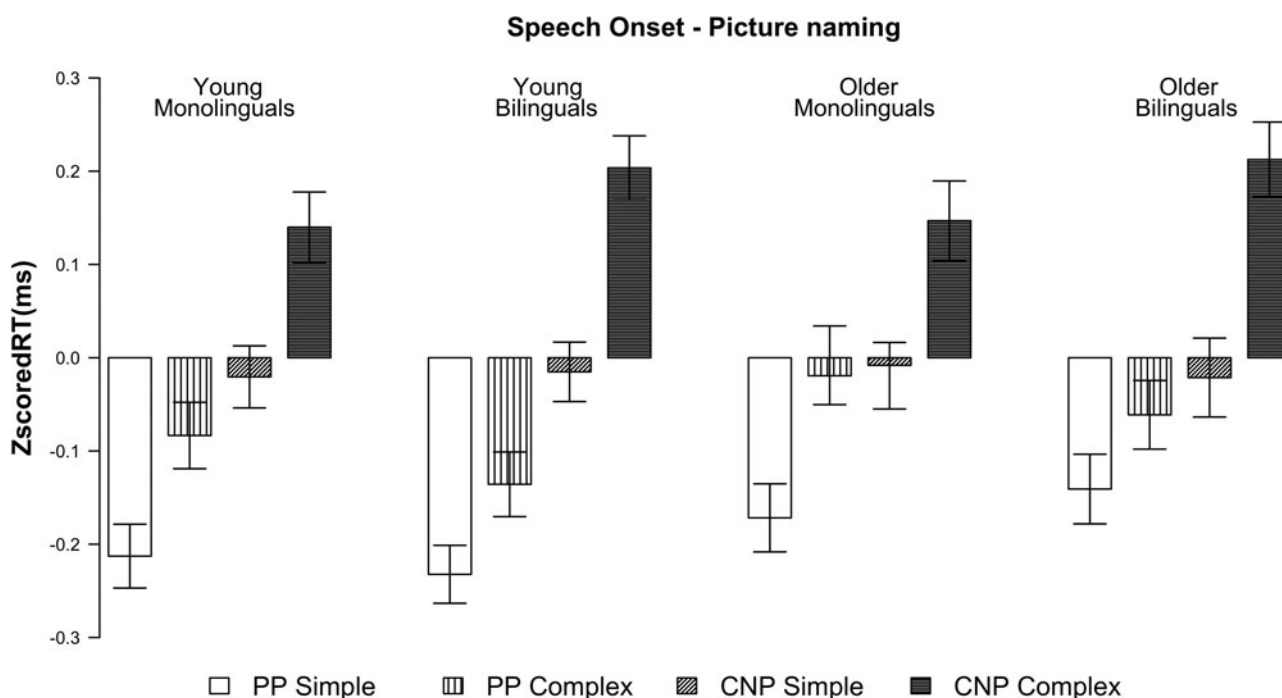 Speech Onset - Picture naming
Young
Monolinguals
Young
Bilinguals
Older
Monolinguals
Older
Bilinguals
ZscoredRT(ms)
0.3
0.2
0.1
0.0
-0.1
-0.2
-0.3
PP Simple PP Complex CNP Simple CNP Complex